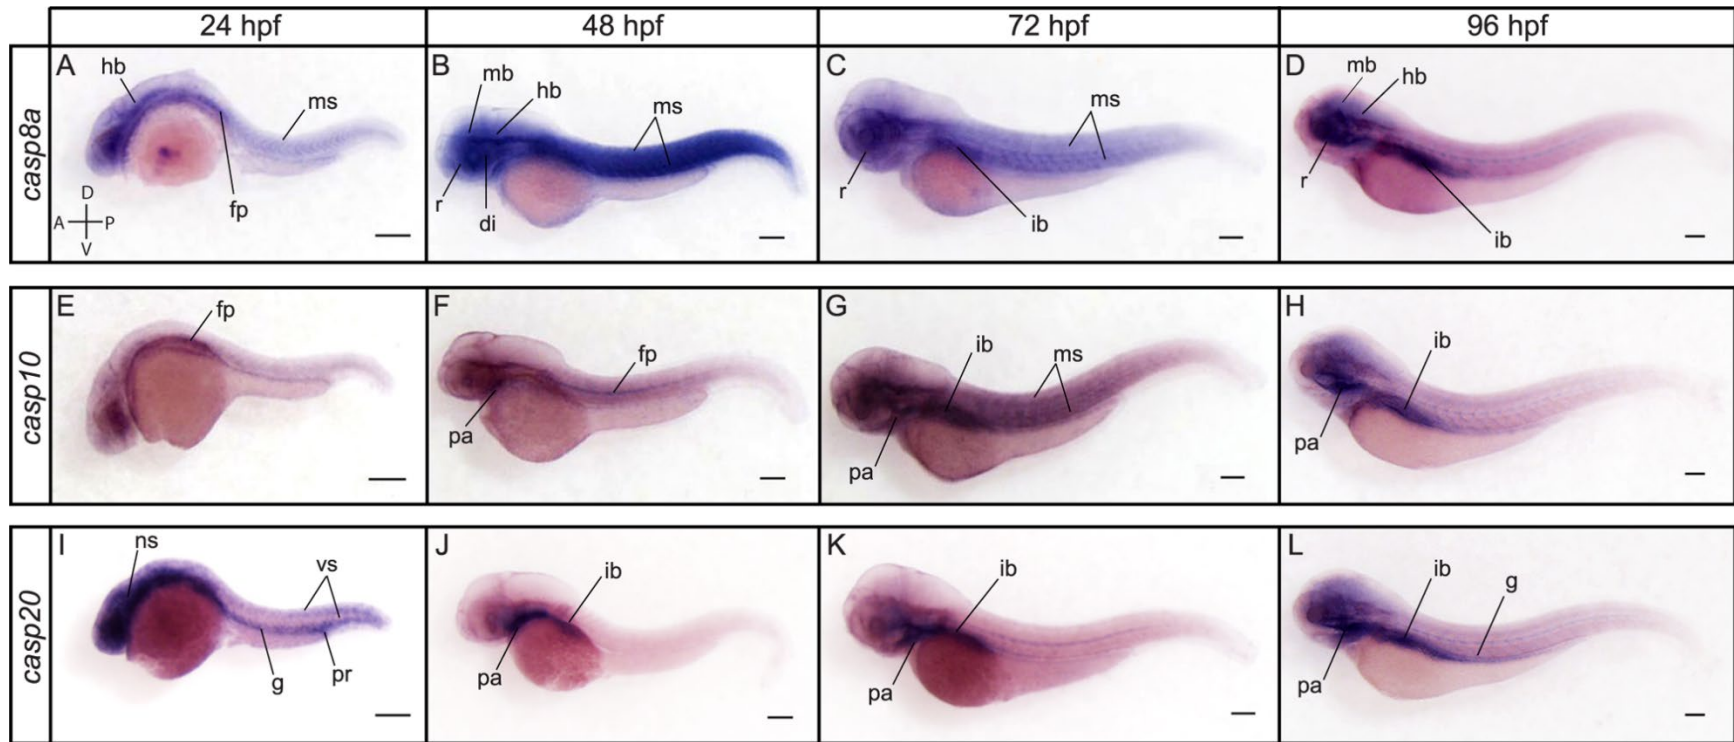 24 hpf 48 hpf 72 hpf 96 hpf
casp8a
A hb ms fp D A P V
B mb hb ms r di
C ms r ib
D mb hb r ib
casp10
E fp
F fp pa
G ib ms pa
H ib pa
casp20
I ns vs g pr
J ib pa
K ib pa
L ib g pa